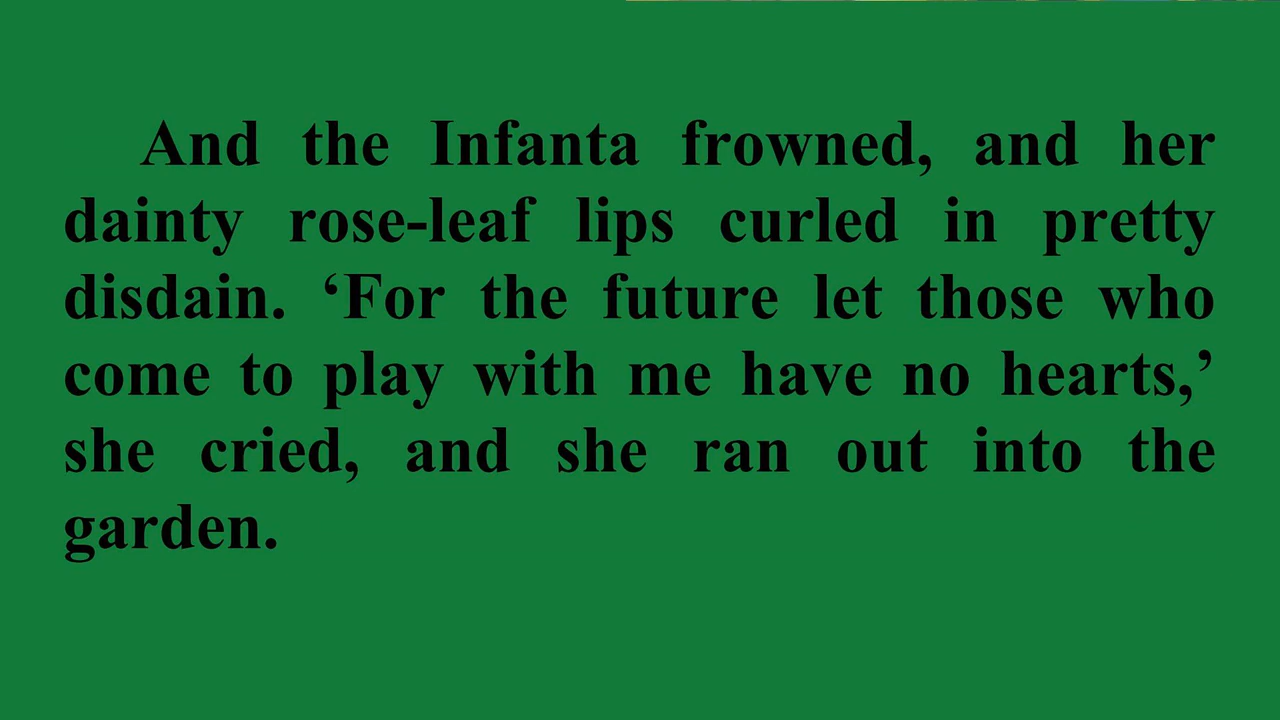 And the Infanta frowned, and her
dainty rose-leaf lips curled in pretty
disdain. ‘For the future let those who
come to play with me have no hearts,’
she cried, and she ran out into the
garden.